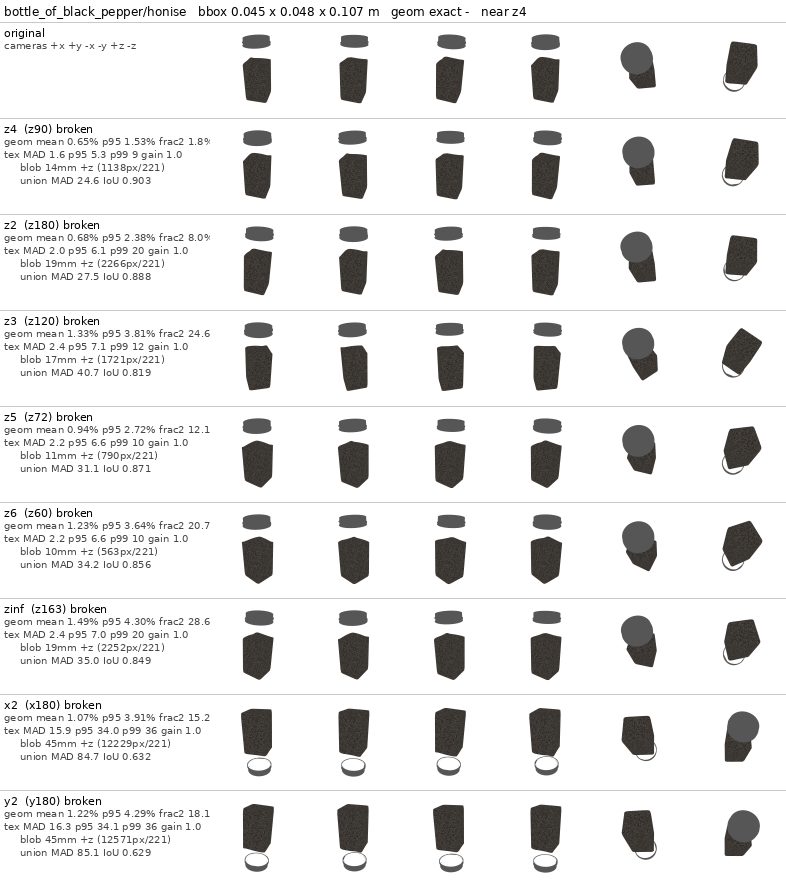 bottle_of_black_pepper/honise bbox 0.045 x 0.048 x 0.107 m geom exact - near z4
original
cameras +x +y -x -y +z -z
z4 (z90) broken
geom mean 0.65% p95 1.53% frac2 1.8%
tex MAD 1.6 p95 5.3 p99 9 gain 1.0
blob 14mm +z (1138px/221)
union MAD 24.6 IoU 0.903
z2 (z180) broken
geom mean 0.68% p95 2.38% frac2 8.0%
tex MAD 2.0 p95 6.1 p99 20 gain 1.0
blob 19mm +z (2266px/221)
union MAD 27.5 IoU 0.888
z3 (z120) broken
geom mean 1.33% p95 3.81% frac2 24.6
tex MAD 2.4 p95 7.1 p99 12 gain 1.0
blob 17mm +z (1721px/221)
union MAD 40.7 IoU 0.819
z5 (z72) broken
geom mean 0.94% p95 2.72% frac2 12.1
tex MAD 2.2 p95 6.6 p99 10 gain 1.0
blob 11mm +z (790px/221)
union MAD 31.1 IoU 0.871
z6 (z60) broken
geom mean 1.23% p95 3.64% frac2 20.7
tex MAD 2.2 p95 6.6 p99 10 gain 1.0
blob 10mm +z (563px/221)
union MAD 34.2 IoU 0.856
zinf (z163) broken
geom mean 1.49% p95 4.30% frac2 28.6
tex MAD 2.4 p95 7.0 p99 20 gain 1.0
blob 19mm +z (2252px/221)
union MAD 35.0 IoU 0.849
x2 (x180) broken
geom mean 1.07% p95 3.91% frac2 15.2
tex MAD 15.9 p95 34.0 p99 36 gain 1.0
blob 45mm +z (12229px/221)
union MAD 84.7 IoU 0.632
y2 (y180) broken
geom mean 1.22% p95 4.29% frac2 18.1
tex MAD 16.3 p95 34.1 p99 36 gain 1.0
blob 45mm +z (12571px/221)
union MAD 85.1 IoU 0.629